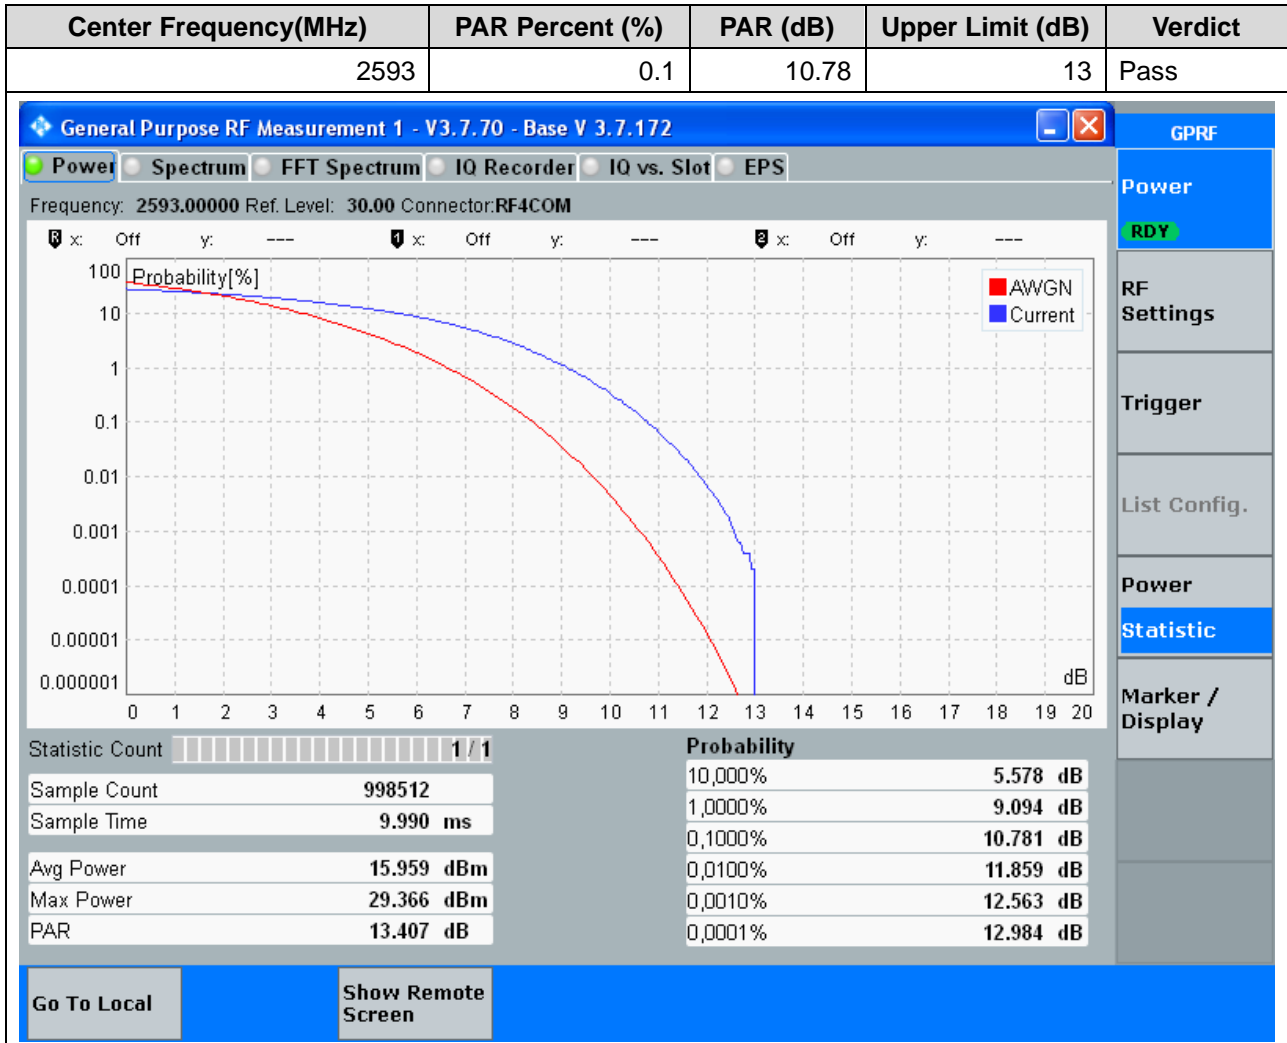 Center Frequency(MHz) PAR Percent (%) PAR (dB) Upper Limit (dB) Verdict
2593 0.1 10.78 13 Pass
General Purpose RF Measurement 1 - V3.7.70 - Base V 3.7.172
GPRF
Power Spectrum FFT Spectrum IQ Recorder IQ vs. Slot EPS
Power
RDY
Frequency: 2593.00000 Ref. Level: 30.00 Connector:RF4COM
R x: Off y: --- 1 x: Off y: --- 2 x: Off y: ---
Probability[%]
AWGN
Current
100
10
1
0.1
0.01
0.001
0.0001
0.00001
0.000001
dB
0 1 2 3 4 5 6 7 8 9 10 11 12 13 14 15 16 17 18 19 20
RF
Settings
Trigger
List Config.
Power
Statistic
Marker /
Display
Statistic Count 1 / 1
Sample Count 998512
Sample Time 9.990 ms
Avg Power 15.959 dBm
Max Power 29.366 dBm
PAR 13.407 dB
Probability
10,000% 5.578 dB
1,0000% 9.094 dB
0,1000% 10.781 dB
0,0100% 11.859 dB
0,0010% 12.563 dB
0,0001% 12.984 dB
Go To Local
Show Remote
Screen